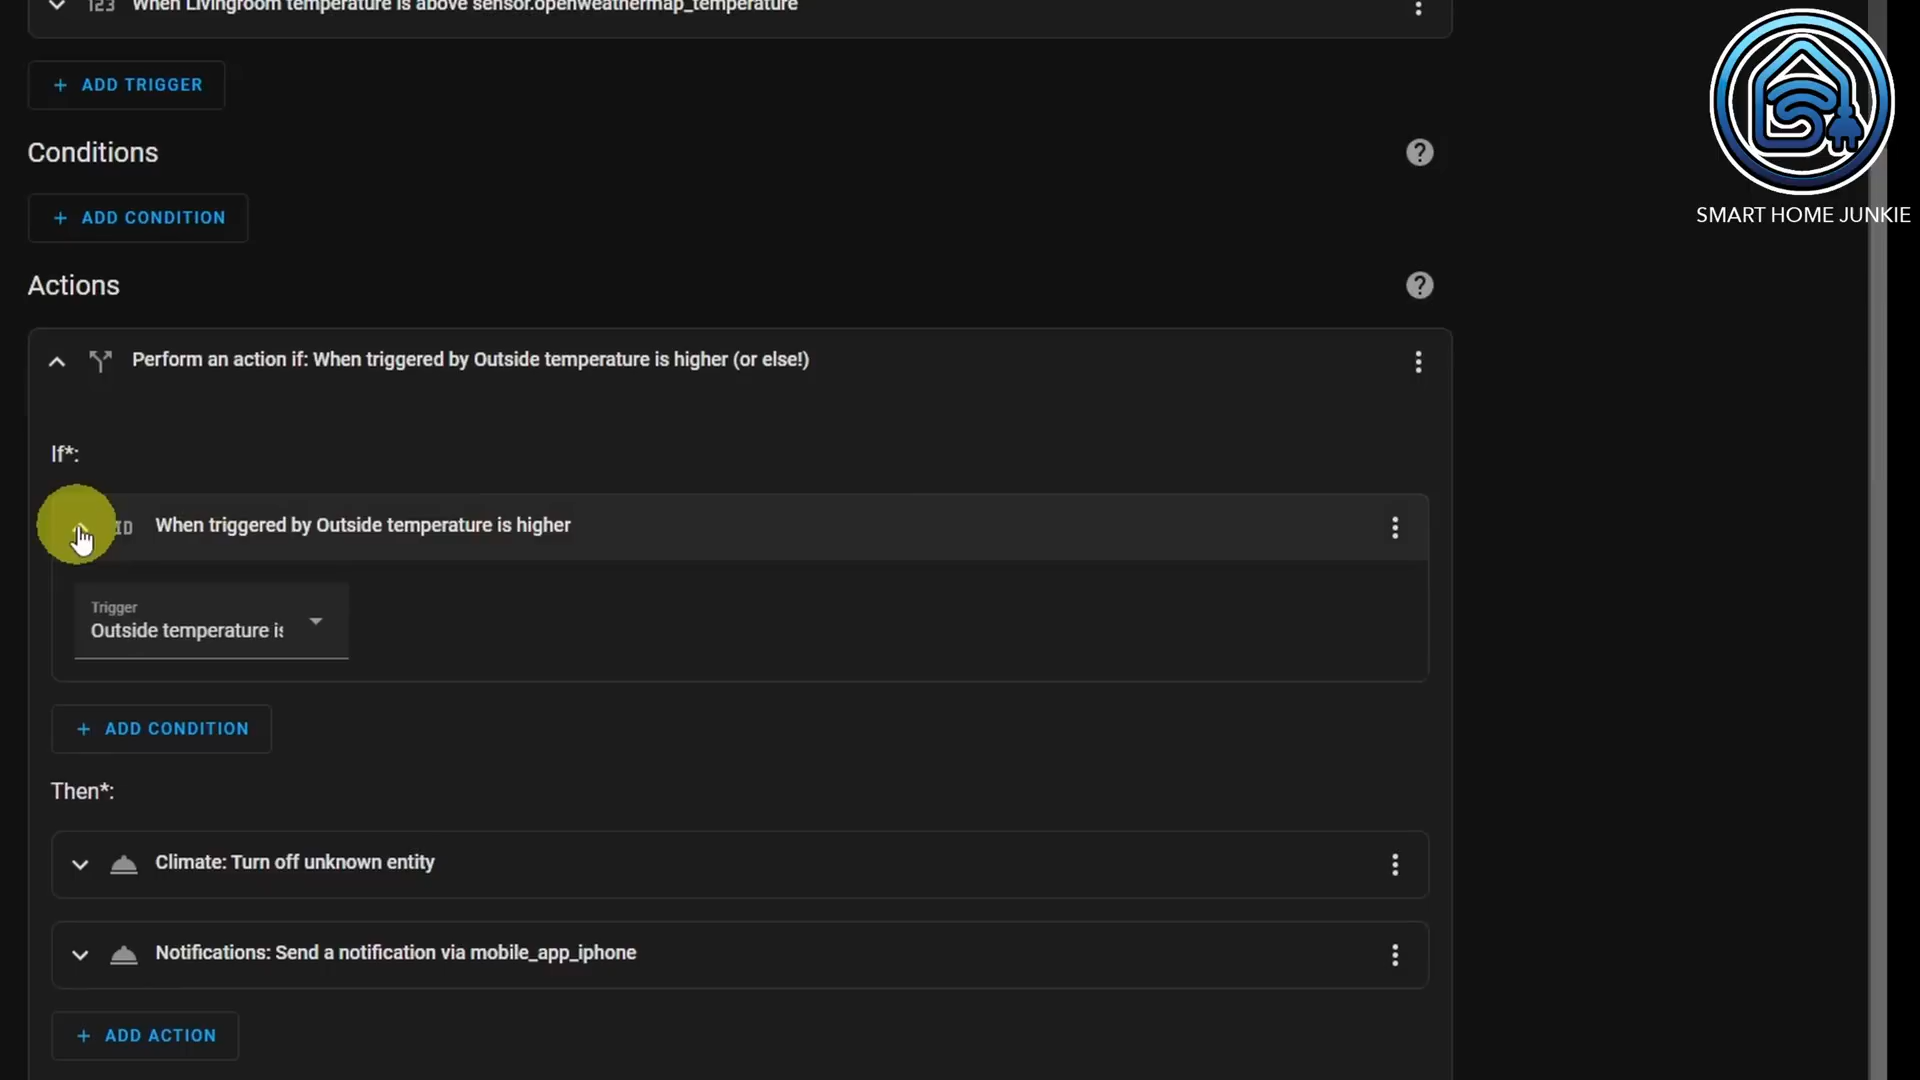 123 When Livingroom temperature is above sensor.openweathermap_temperature
+ ADD TRIGGER
Conditions
?
+ ADD CONDITION
Actions
?
Perform an action if: When triggered by Outside temperature is higher (or else!)
If*:
ID When triggered by Outside temperature is higher
Trigger
Outside temperature is
+ ADD CONDITION
Then*:
Climate: Turn off unknown entity
Notifications: Send a notification via mobile_app_iphone
+ ADD ACTION
SMART HOME JUNKIE